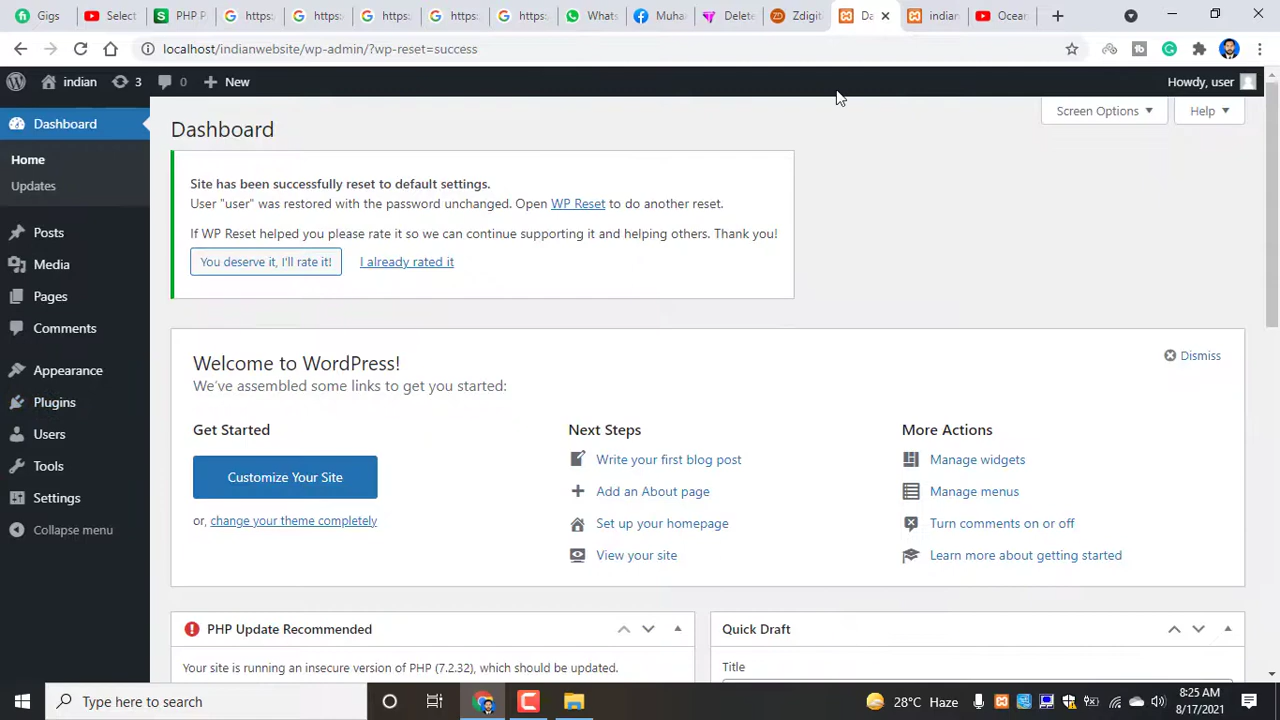 Gigs
Select
PHP P
https:
https:
https:
https:
https:
Whats
Muha
Delete
Zdigit
Da
indian
Ocean
localhost/indianwebsite/wp-admin/?wp-reset=success
indian
3
0
New
Howdy, user
Dashboard
Home
Updates
Posts
Media
Pages
Comments
Appearance
Plugins
Users
Tools
Settings
Collapse menu
Screen Options
Help
Dashboard
Site has been successfully reset to default settings.
User "user" was restored with the password unchanged. Open WP Reset to do another reset.
If WP Reset helped you please rate it so we can continue supporting it and helping others. Thank you!
You deserve it, I'll rate it!
I already rated it
Welcome to WordPress!
Dismiss
We've assembled some links to get you started:
Get Started
Customize Your Site
or, change your theme completely
Next Steps
Write your first blog post
Add an About page
Set up your homepage
View your site
More Actions
Manage widgets
Manage menus
Turn comments on or off
Learn more about getting started
PHP Update Recommended
Your site is running an insecure version of PHP (7.2.32), which should be updated.
Quick Draft
Title
Type here to search
28°C Haze
8:25 AM
8/17/2021